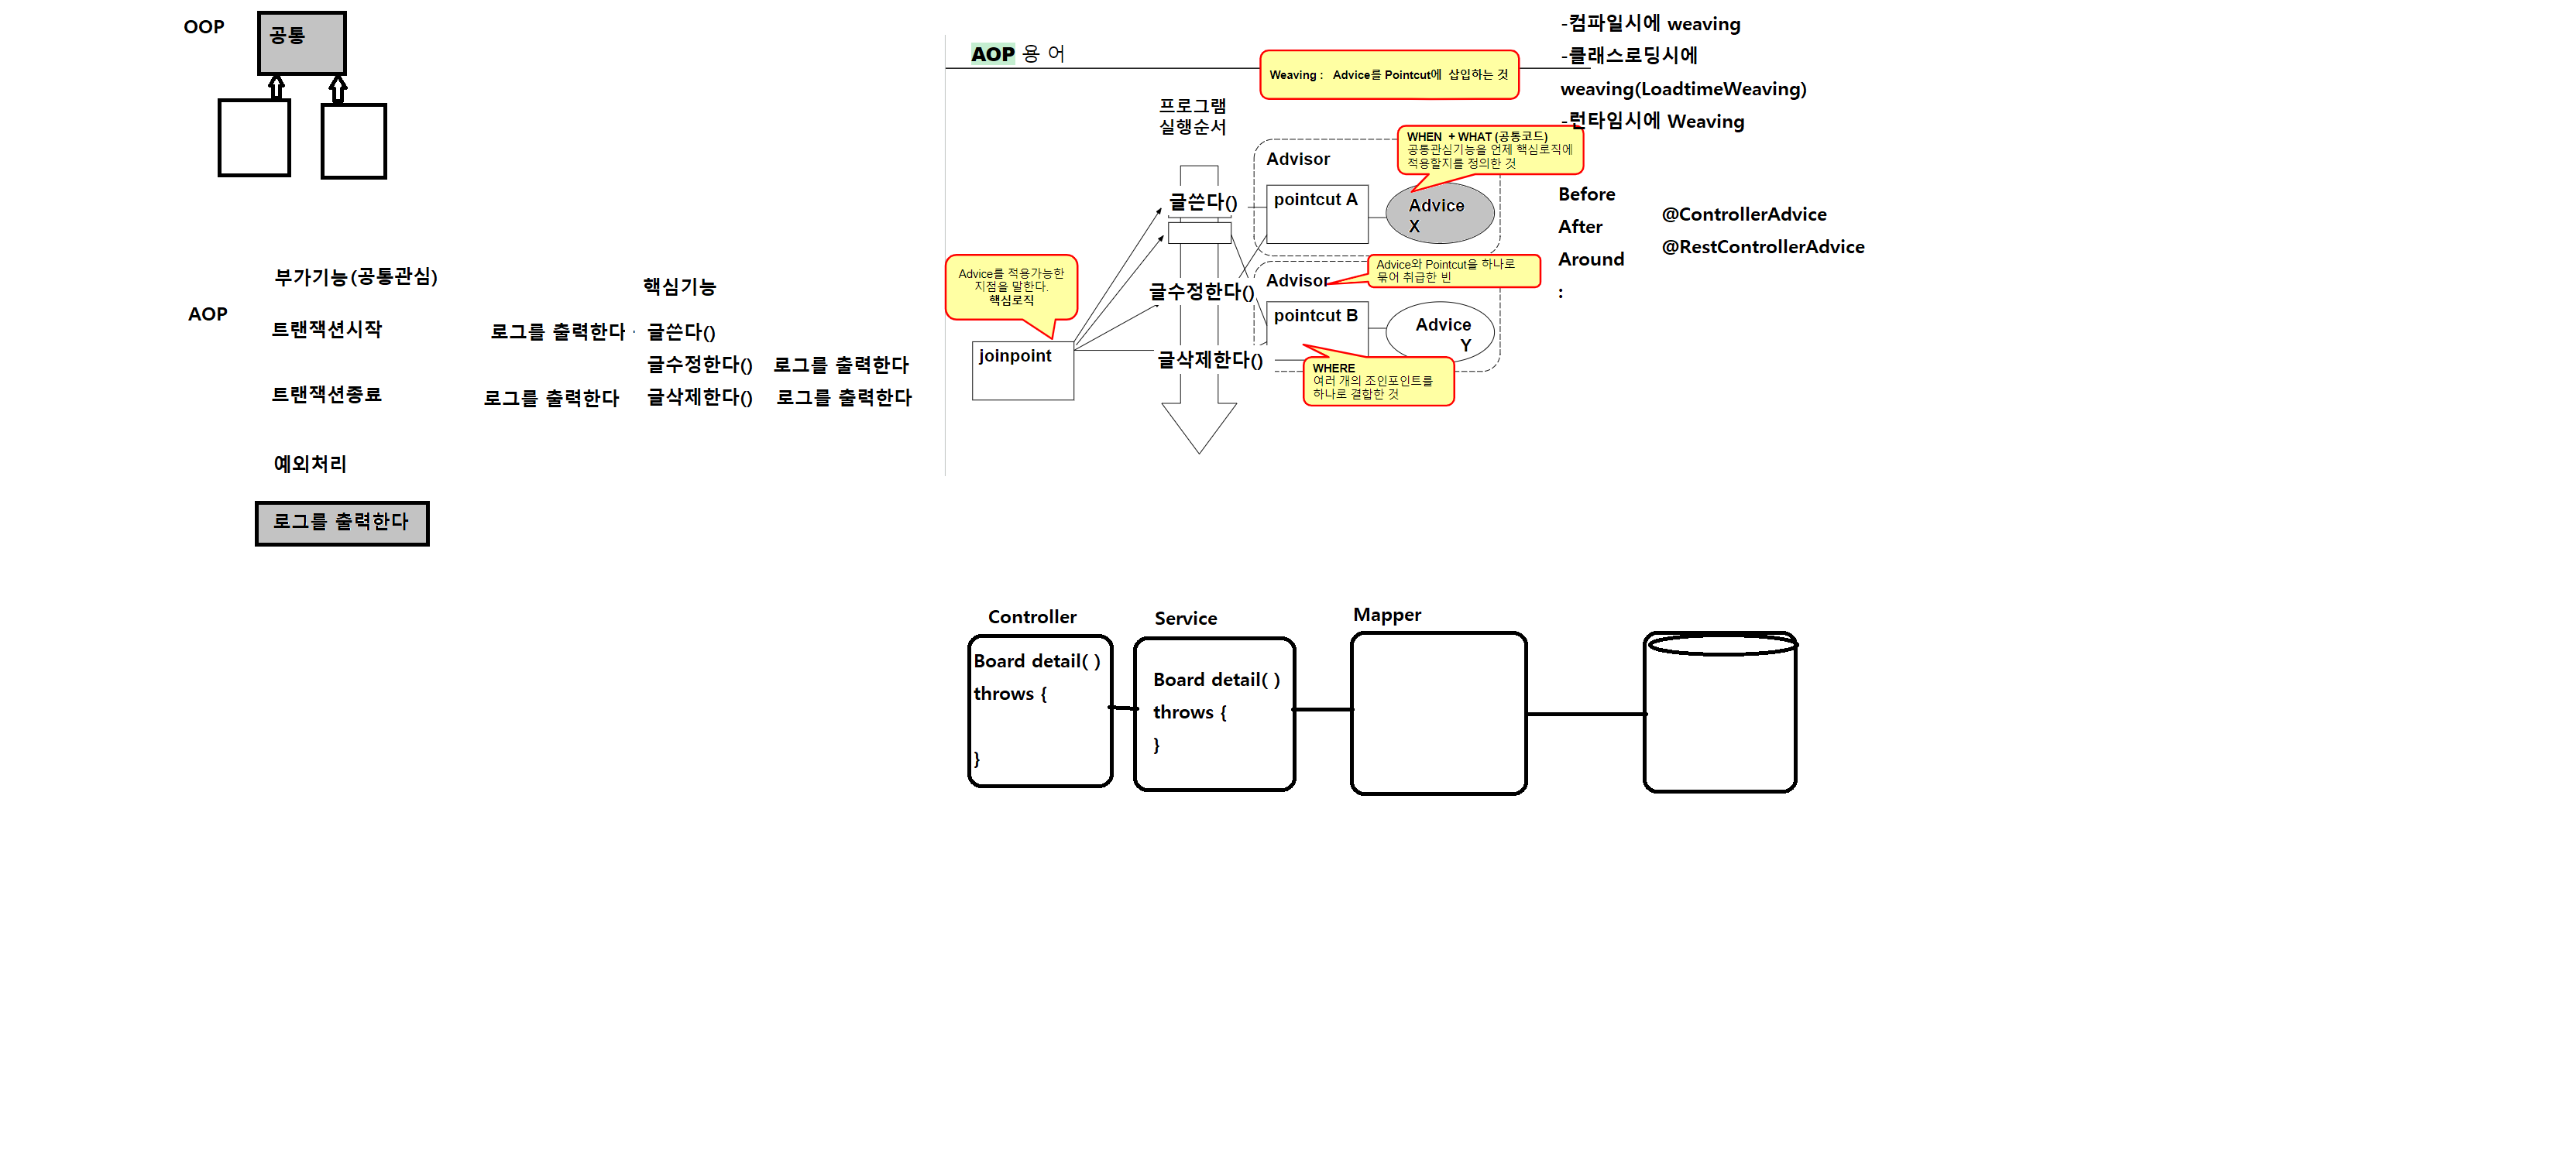 OOP
공통
부가기능(공통관심)
핵심기능
AOP
트랜잭션시작
로그를 출력한다
글쓴다()
글수정한다()
로그를 출력한다
트랜잭션종료
로그를 출력한다
글삭제한다()
로그를 출력한다
예외처리
로그를 출력한다
AOP 용 어
Weaving : Advice를 Pointcut에 삽입하는 것
-컴파일시에 weaving
-클래스로딩시에
weaving(LoadtimeWeaving)
-런타임시에 Weaving
프로그램
실행순서
WHEN + WHAT (공통코드)
공통관심기능을 언제 핵심로직에
적용할지를 정의한 것
Advisor
글쓴다()
pointcut A
Advice
X
Before
After
Around
:
@ControllerAdvice
@RestControllerAdvice
Advice를 적용가능한
지점을 말한다.
핵심로직
joinpoint
글수정한다()
Advisor
Advice와 Pointcut을 하나로
묶어 취급한 빈
pointcut B
Advice
Y
글삭제한다()
WHERE
여러 개의 조인포인트를
하나로 결합한 것
Controller
Board detail( )
throws {
}
Service
Board detail( )
throws {
}
Mapper